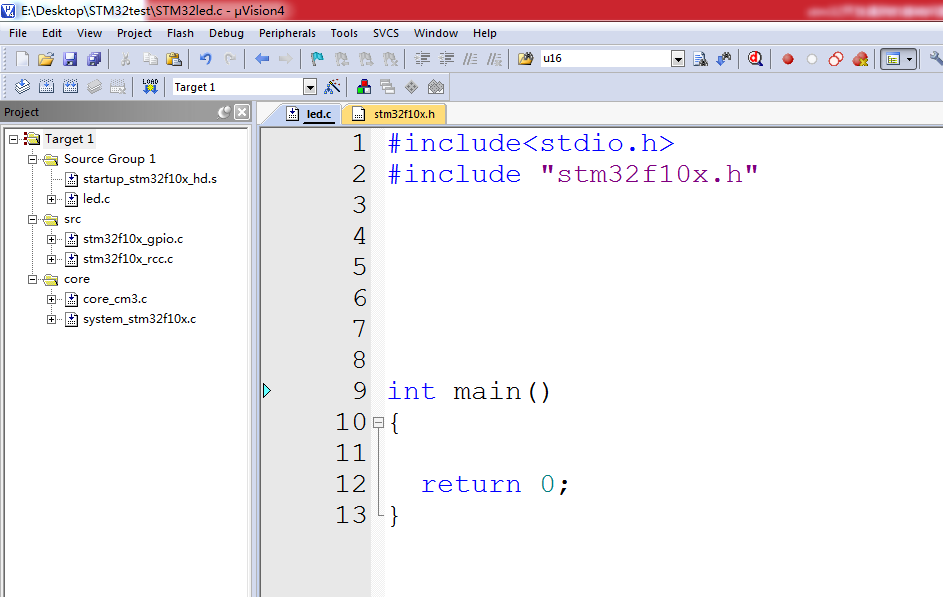 E:\Desktop\STM32test\STM32led.c - µVision4
File Edit View Project Flash Debug Peripherals Tools SVCS Window Help
u16
LOAD
Target 1
Project
led.c stm32f10x.h
Target 1
Source Group 1
startup_stm32f10x_hd.s
led.c
src
stm32f10x_gpio.c
stm32f10x_rcc.c
core
core_cm3.c
system_stm32f10x.c
1 #include<stdio.h>
2 #include "stm32f10x.h"
3
4
5
6
7
8
9 int main()
10 {
11
12 return 0;
13 }